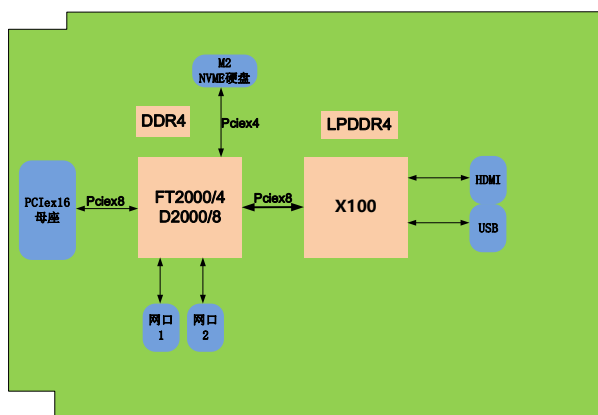 M2
NVME硬盘
DDR4
Pciex4
LPDDR4
PCIex16
母座
Pciex8
FT2000/4
D2000/8
Pciex8
X100
HDMI
USB
网口
1
网口
2